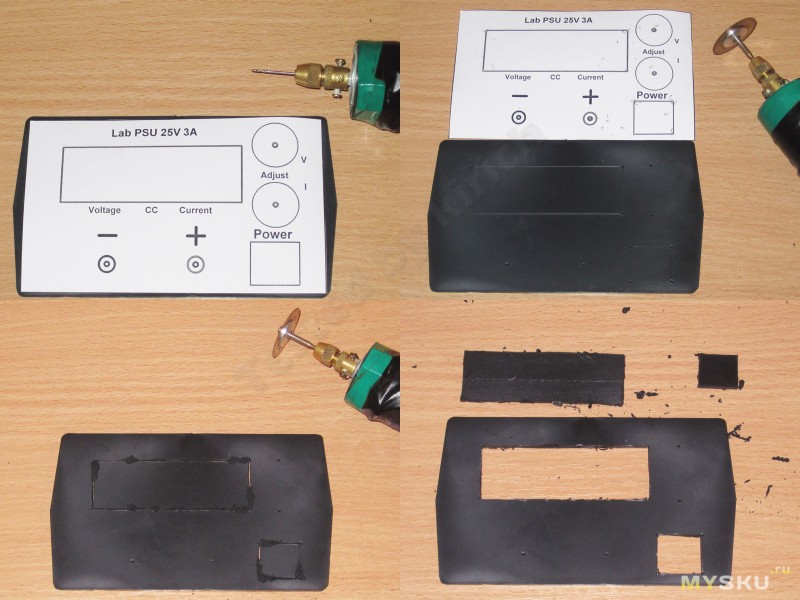 Lab PSU 25V 3A
V
Adjust
I
Voltage CC Current
Power
Lab PSU 25V 3A
V
Adjust
I
Voltage CC Current
Power
MYSKU.ru